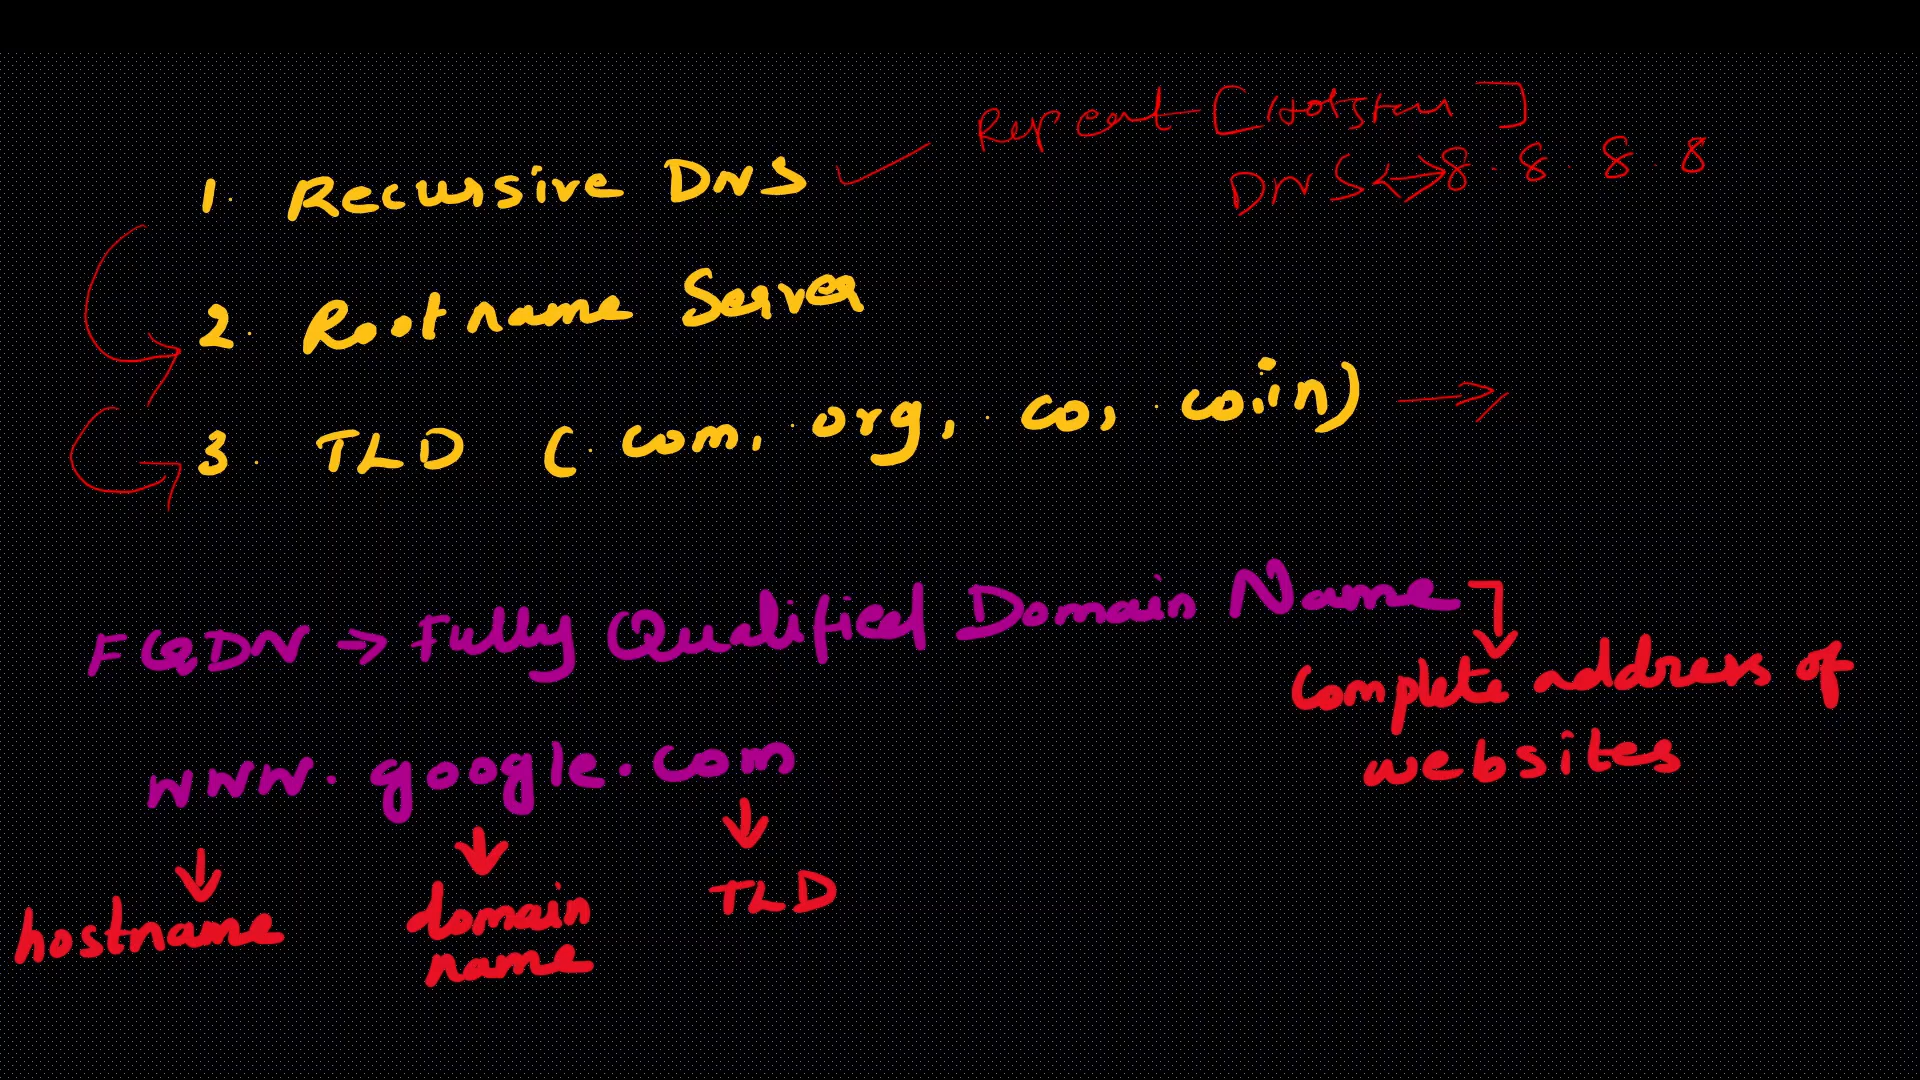 Repeat [Hotstar]
1. Recursive DNS
DNS ↔ 8.8.8.8
2. Root name Server
3. TLD (.com, .org, .co, .co.in) →
FQDN → Fully Qualified Domain Name
Complete address of
websites
www.google.com
hostname
domain
name
TLD